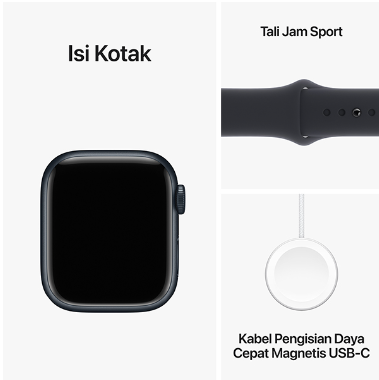 Isi Kotak
Tali Jam Sport
Kabel Pengisian Daya
Cepat Magnetis USB-C